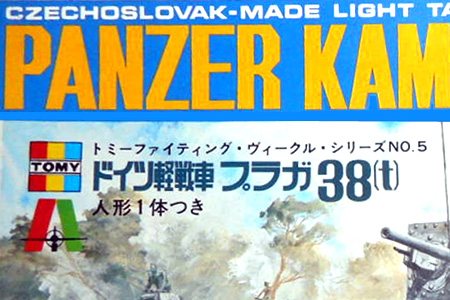 CZECHOSLOVAK-MADE LIGHT TA
PANZER KAM
トミーファイティング・ヴィークル・シリーズNO.5
TOMY
ドイツ軽戦車 プラガ38(t)
人形1体つき